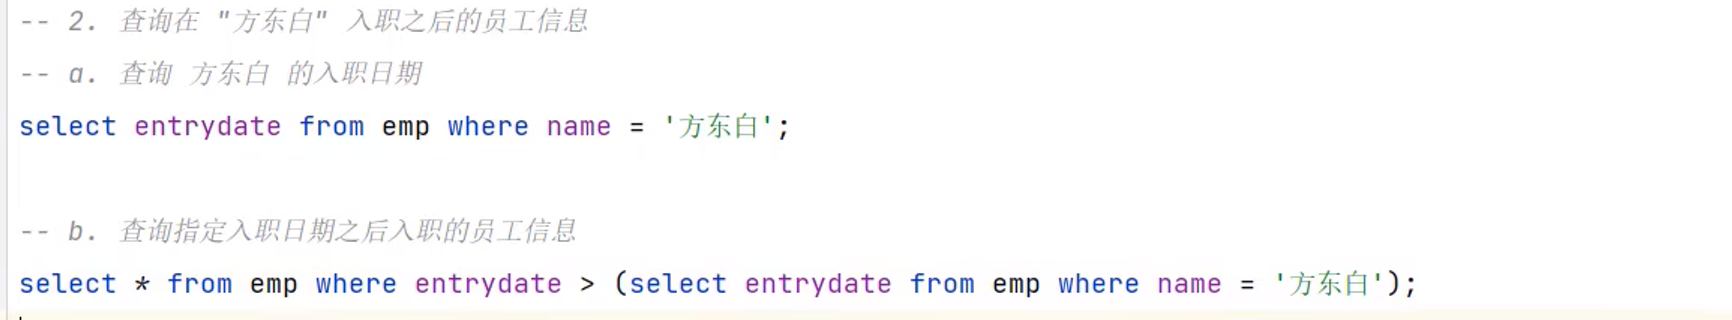 -- 2. 查询在 "方东白" 入职之后的员工信息
-- a. 查询 方东白 的入职日期
select entrydate from emp where name = '方东白';
-- b. 查询指定入职日期之后入职的员工信息
select * from emp where entrydate > (select entrydate from emp where name = '方东白');